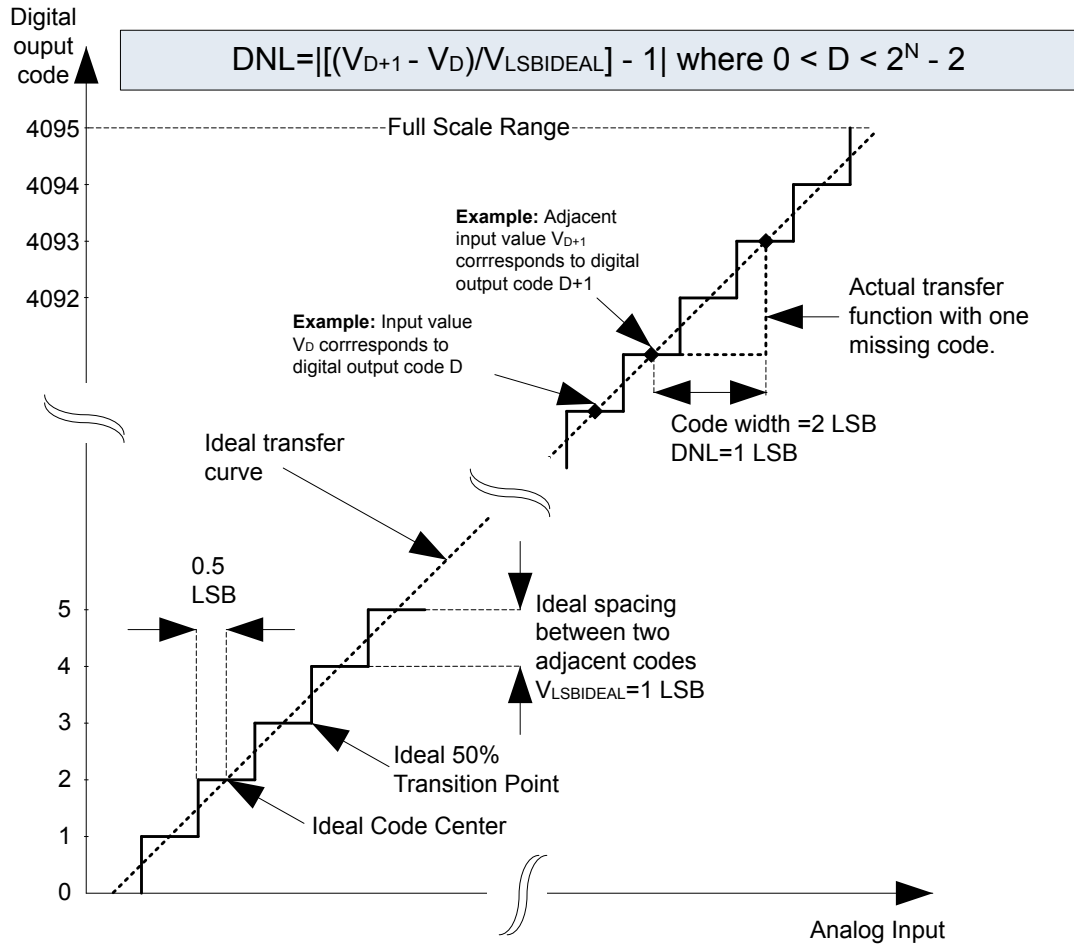 Digital
ouput
code
DNL=|[(VD+1 - VD)/VLSBIDEAL] - 1| where 0 < D < 2^N - 2
4095
Full Scale Range
4094
4093
4092
Example: Adjacent
input value VD+1
corrresponds to digital
output code D+1
Example: Input value
VD corrresponds to
digital output code D
Actual transfer
function with one
missing code.
Code width =2 LSB
DNL=1 LSB
Ideal transfer
curve
0.5
LSB
Ideal spacing
between two
adjacent codes
VLSBIDEAL=1 LSB
5
4
3
2
1
0
Ideal 50%
Transition Point
Ideal Code Center
Analog Input